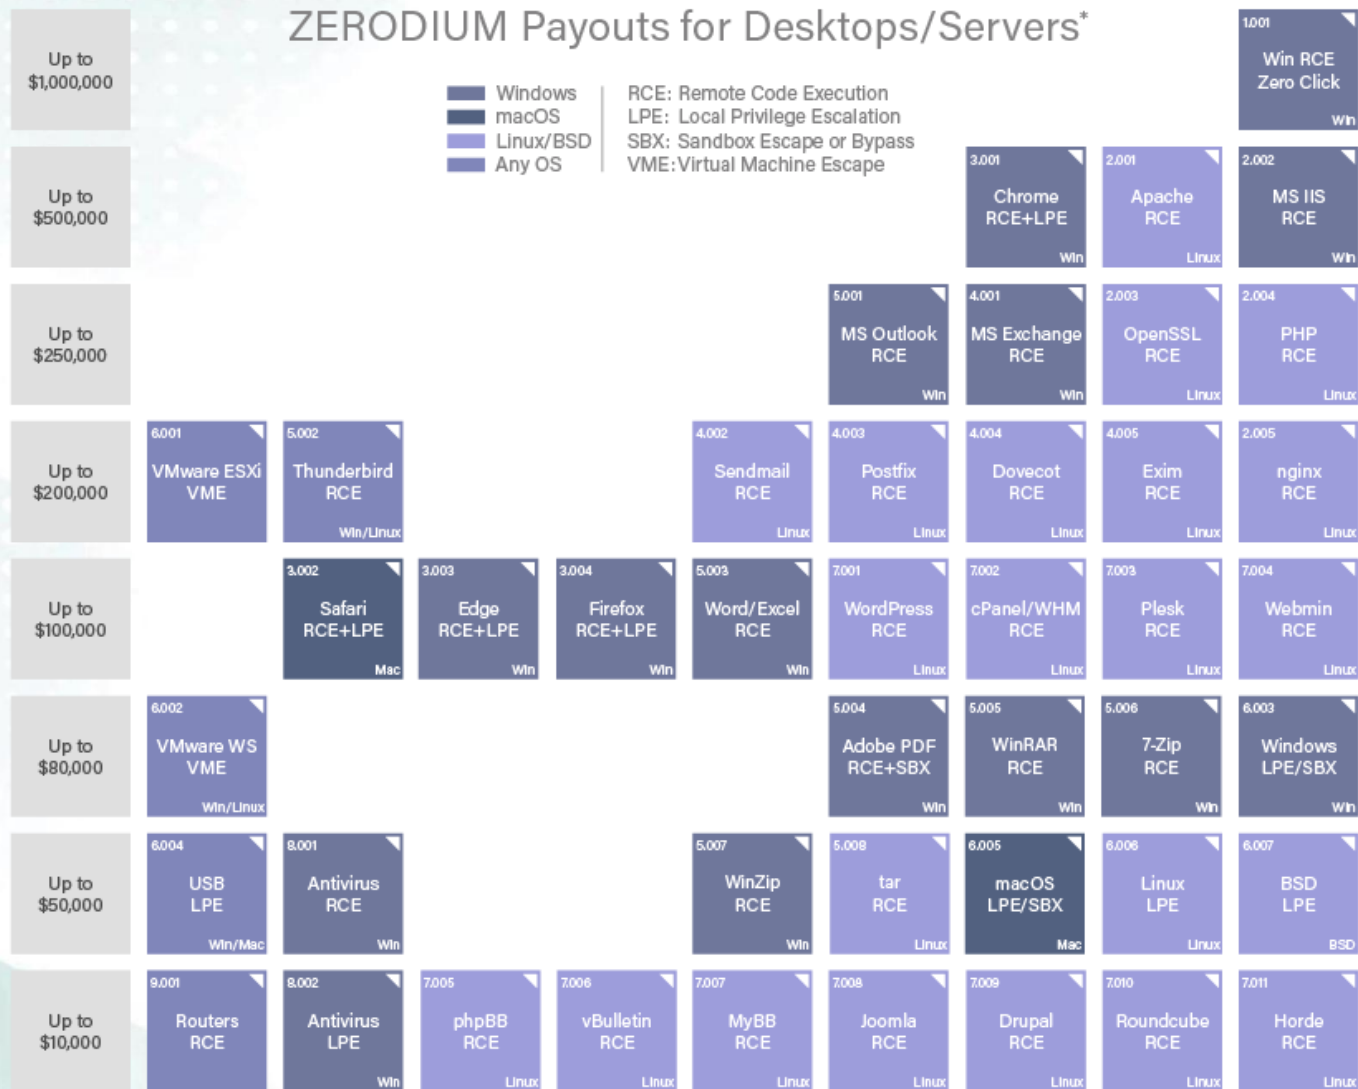 ZERODIUM Payouts for Desktops/Servers*
Windows
macOS
Linux/BSD
Any OS
RCE: Remote Code Execution
LPE: Local Privilege Escalation
SBX: Sandbox Escape or Bypass
VME: Virtual Machine Escape
Up to
$1,000,000
1.001
Win RCE
Zero Click
Win
Up to
$500,000
3.001
Chrome
RCE+LPE
Win
2.001
Apache
RCE
Linux
2.002
MS IIS
RCE
Win
Up to
$250,000
5.001
MS Outlook
RCE
Win
4.001
MS Exchange
RCE
Win
2.003
OpenSSL
RCE
Linux
2.004
PHP
RCE
Linux
Up to
$200,000
6.001
VMware ESXi
VME
5.002
Thunderbird
RCE
Win/Linux
4.002
Sendmail
RCE
Linux
4.003
Postfix
RCE
Linux
4.004
Dovecot
RCE
Linux
4.005
Exim
RCE
Linux
2.005
nginx
RCE
Linux
Up to
$100,000
3.002
Safari
RCE+LPE
Mac
3.003
Edge
RCE+LPE
Win
3.004
Firefox
RCE+LPE
Win
5.003
Word/Excel
RCE
Win
7.001
WordPress
RCE
Linux
7.002
cPanel/WHM
RCE
Linux
7.003
Plesk
RCE
Linux
7.004
Webmin
RCE
Linux
Up to
$80,000
6.002
VMware WS
VME
Win/Linux
5.004
Adobe PDF
RCE+SBX
Win
5.005
WinRAR
RCE
Win
5.006
7-Zip
RCE
Win
6.003
Windows
LPE/SBX
Win
Up to
$50,000
6.004
USB
LPE
Win/Mac
8.001
Antivirus
RCE
Win
5.007
WinZip
RCE
Win
5.008
tar
RCE
Linux
6.005
macOS
LPE/SBX
Mac
6.006
Linux
LPE
Linux
6.007
BSD
LPE
BSD
Up to
$10,000
9.001
Routers
RCE
8.002
Antivirus
LPE
Win
7.005
phpBB
RCE
Linux
7.006
vBulletin
RCE
Linux
7.007
MyBB
RCE
Linux
7.008
Joomla
RCE
Linux
7.009
Drupal
RCE
Linux
7.010
Roundcube
RCE
Linux
7.011
Horde
RCE
Linux